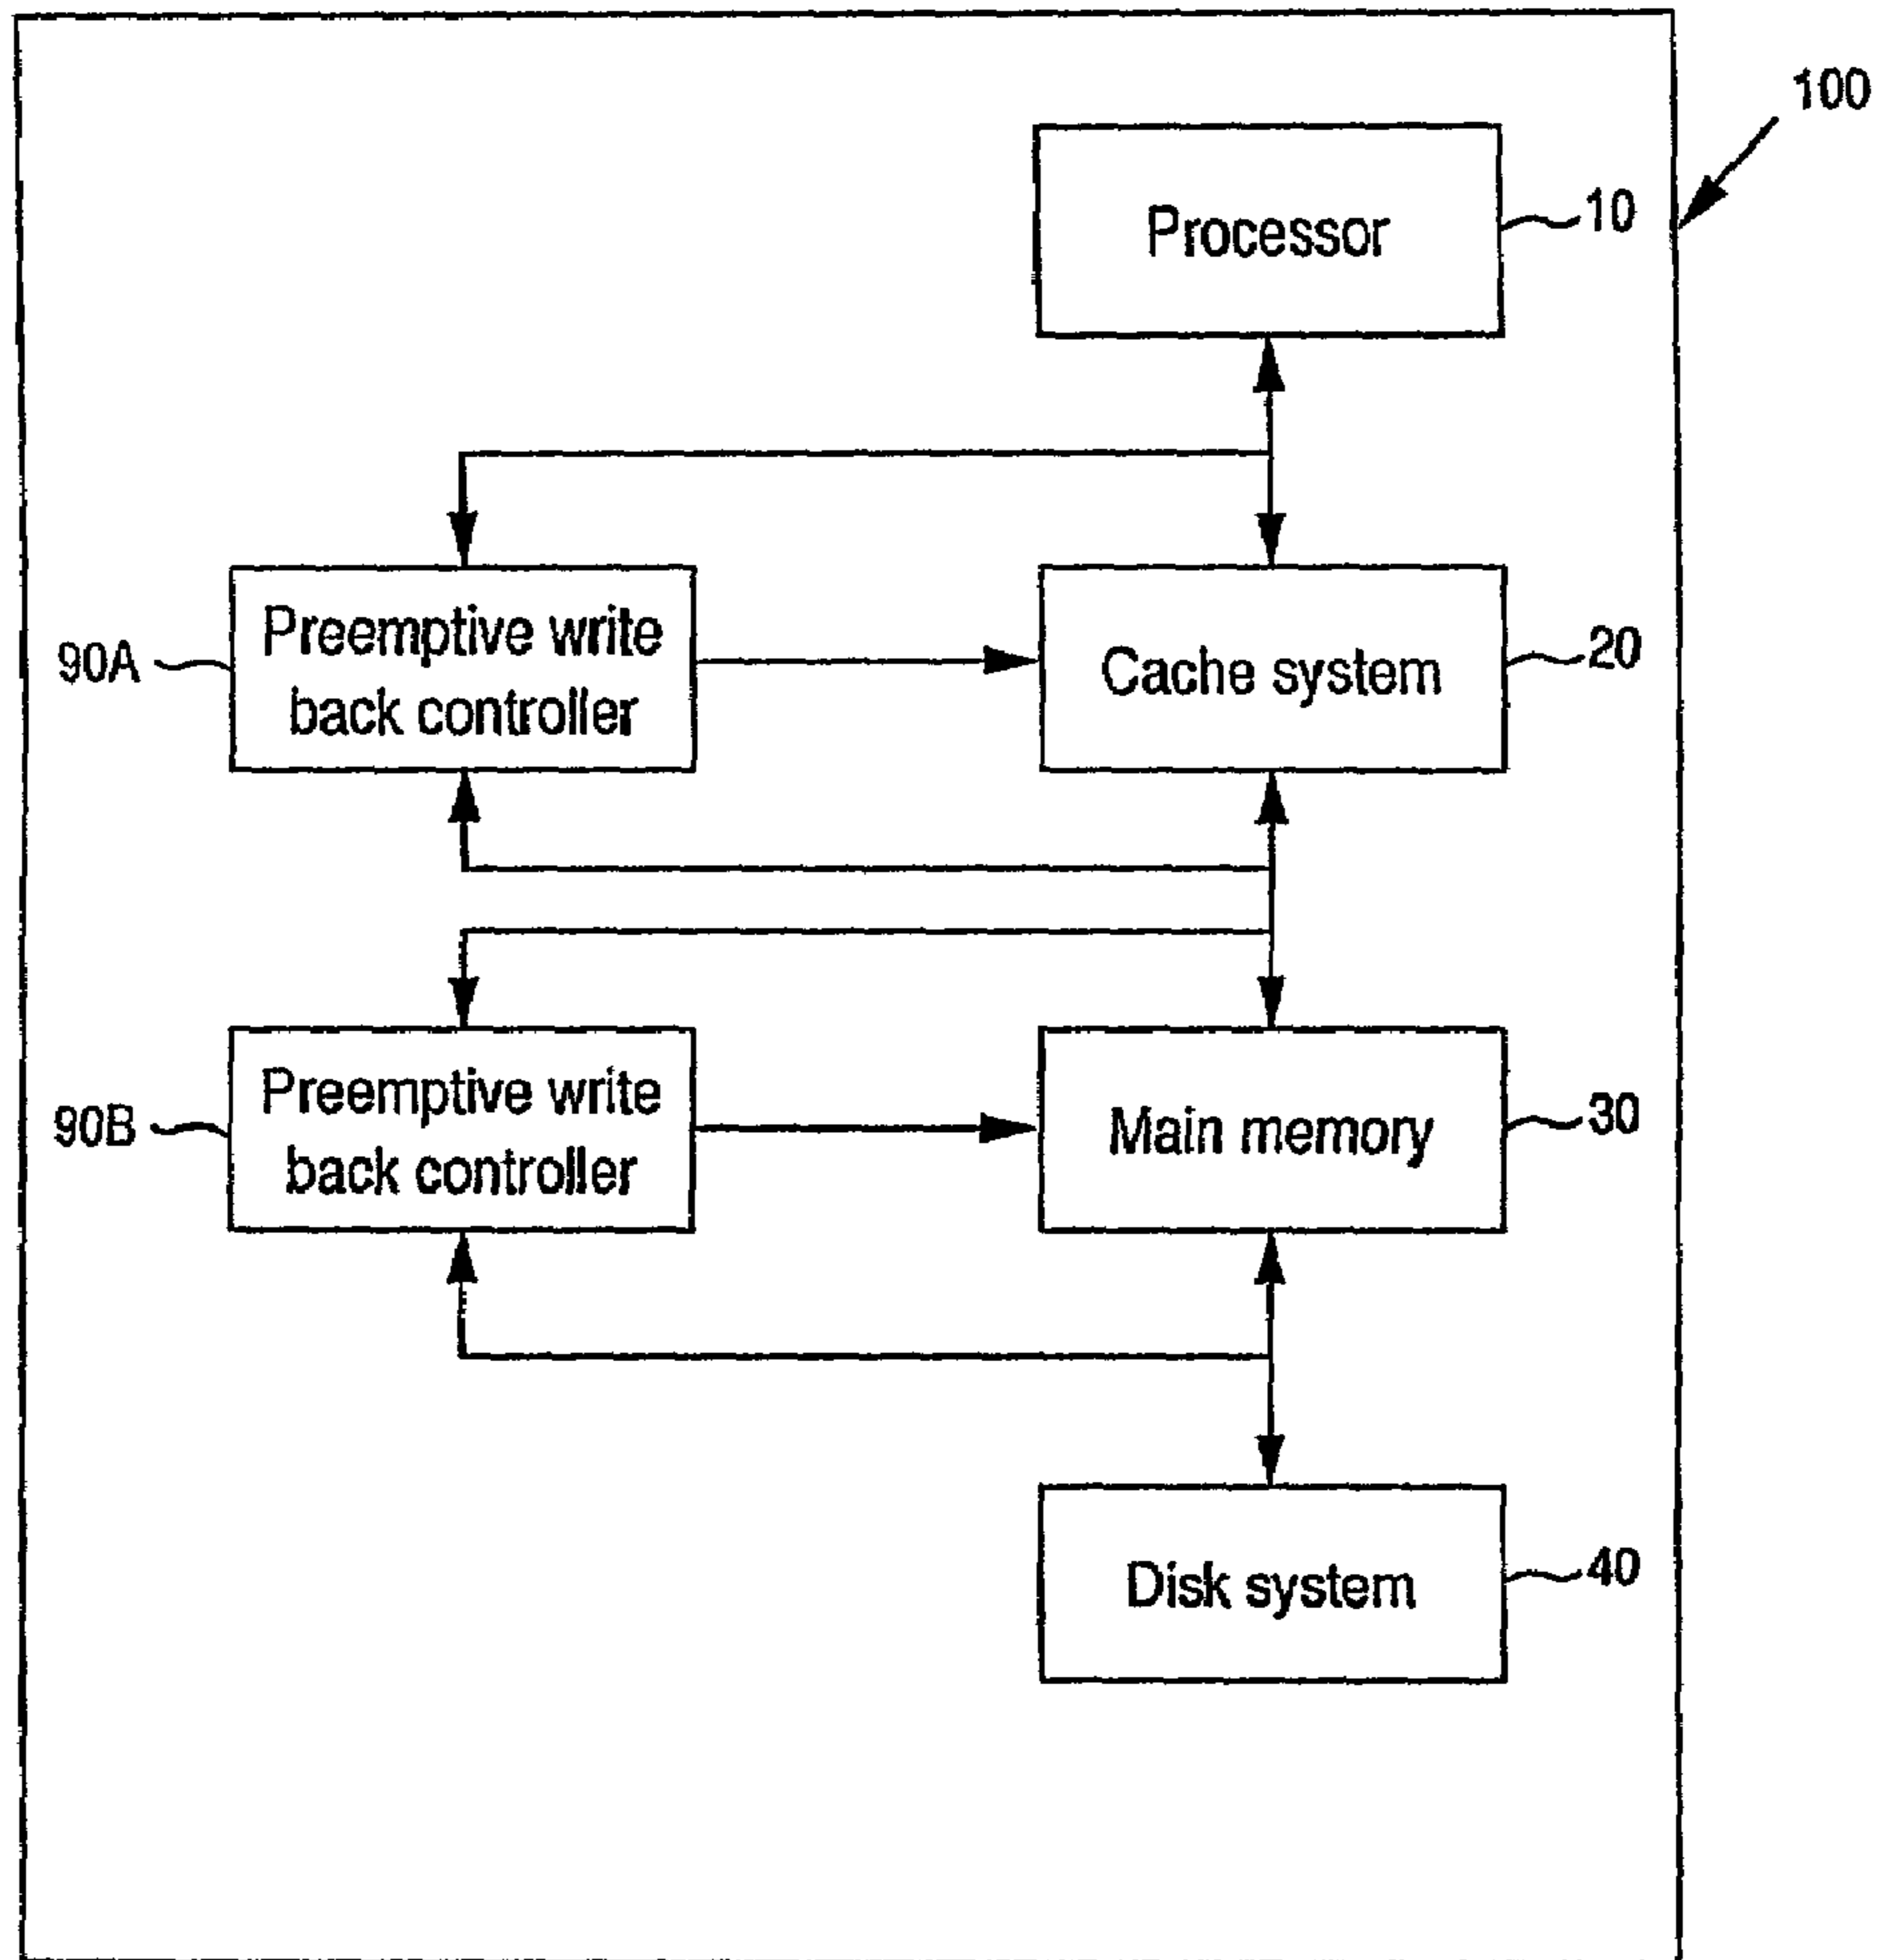 100
Processor
10
Preemptive write
back controller
90A
Cache system
20
Preemptive write
back controller
90B
Main memory
30
Disk system
40